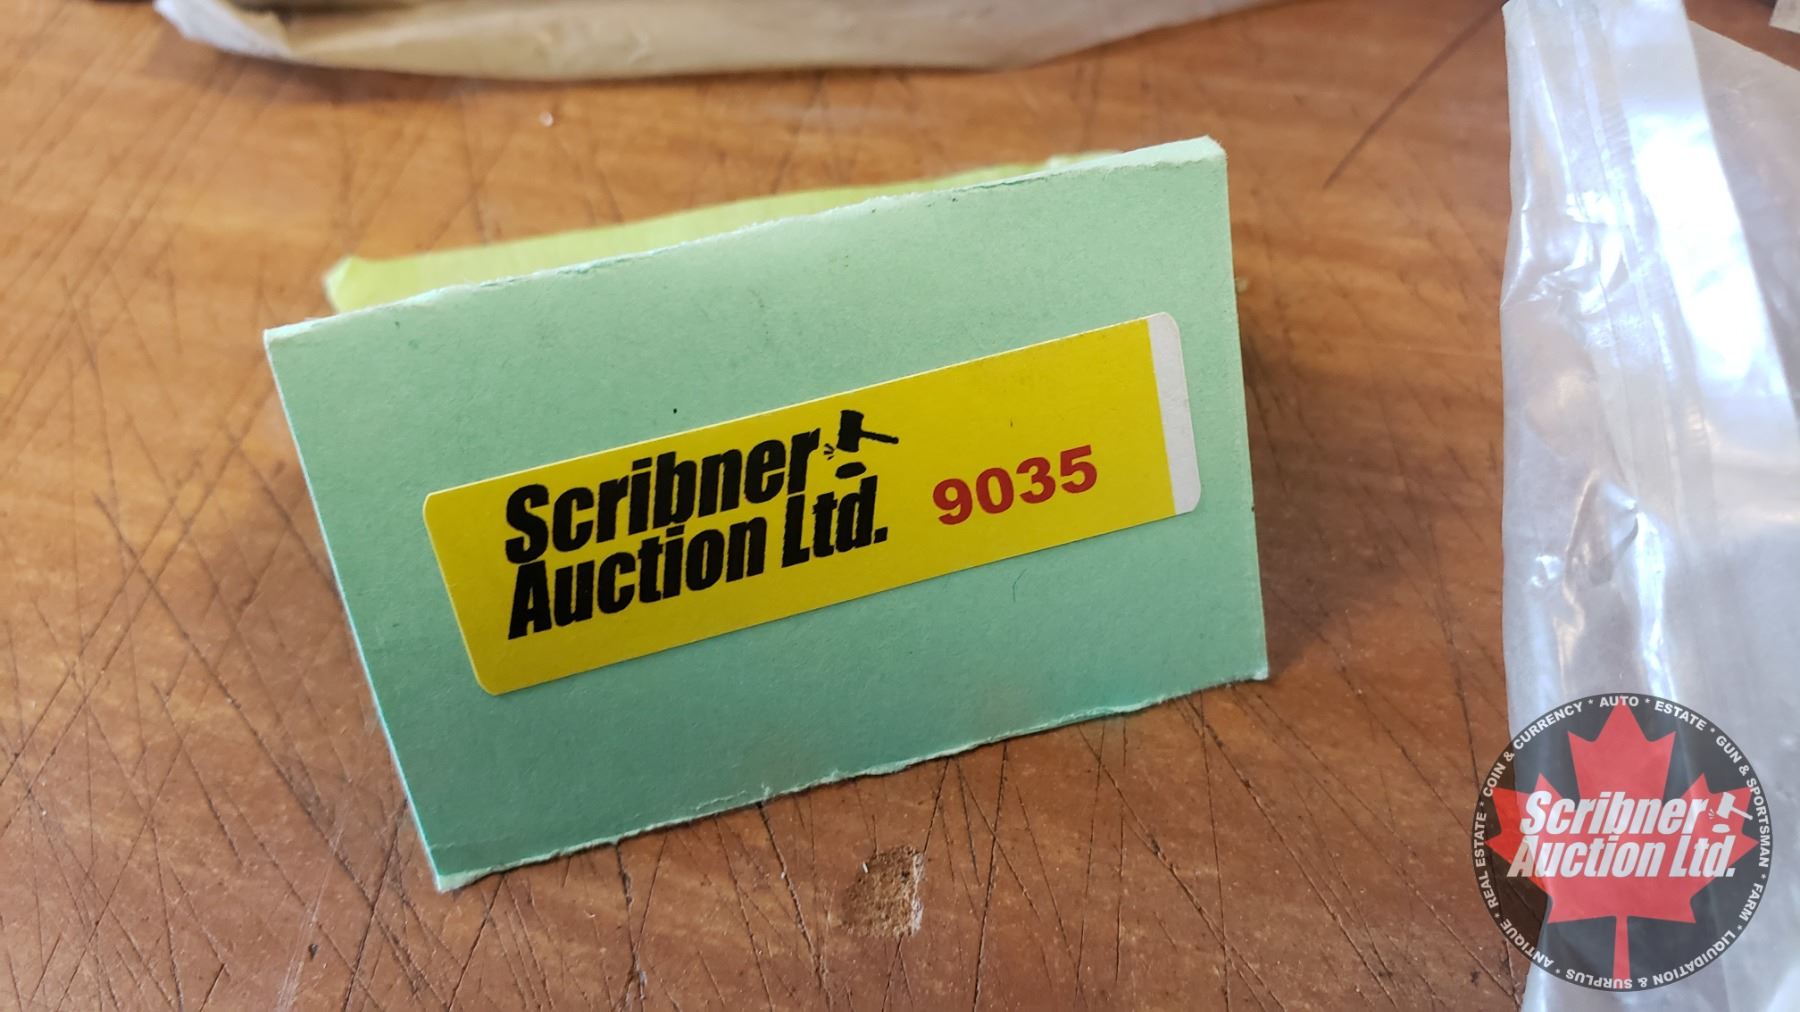 Scribner
Auction Ltd.
9035
REAL ESTATE * COIN & CURRENCY * AUTO * ESTATE * GUN & SPORTSMAN * FARM * LIQUIDATION & SURPLUS * ANTIQUE *
Scribner
Auction Ltd.